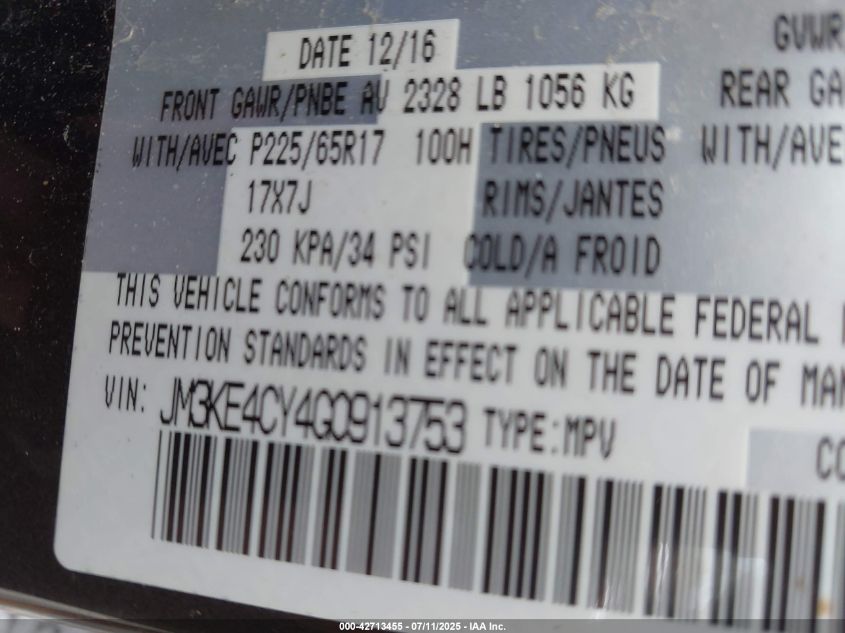 DATE 12/16 GVWR
FRONT GAWR/PNBE AV 2328 LB 1056 KG REAR GA
WITH/AVEC P225/65R17 100H TIRES/PNEUS WITH/AVE
17X7J RIMS/JANTES
230 KPA/34 PSI COLD/A FROID
THIS VEHICLE CONFORMS TO ALL APPLICABLE FEDERAL
PREVENTION STANDARDS IN EFFECT ON THE DATE OF MAN
VIN: JM3KE4CY4G0913753 TYPE:MPV
CO
000-42713455 - 07/11/2025 - IAA Inc.